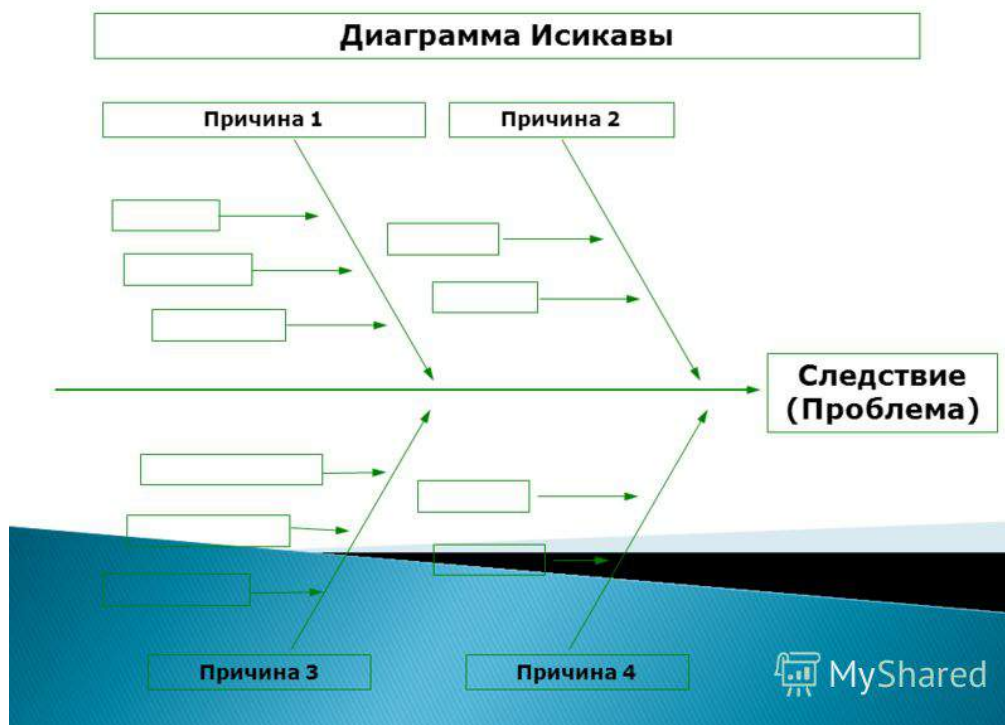 Диаграмма Исикавы
Причина 1
Причина 2
Следствие
(Проблема)
Причина 3
Причина 4
MyShared